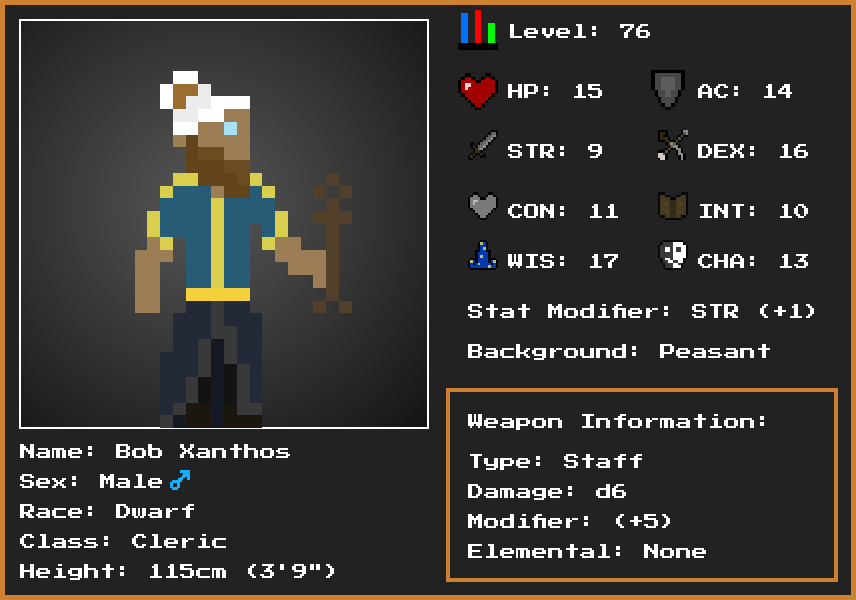 Level: 76
HP: 15
AC: 14
STR: 9
DEX: 16
CON: 11
INT: 10
WIS: 17
CHA: 13
Stat Modifier: STR (+1)
Background: Peasant
Weapon Information:
Type: Staff
Damage: d6
Modifier: (+5)
Elemental: None
Name: Bob Xanthos
Sex: Male♂
Race: Dwarf
Class: Cleric
Height: 115cm (3'9")